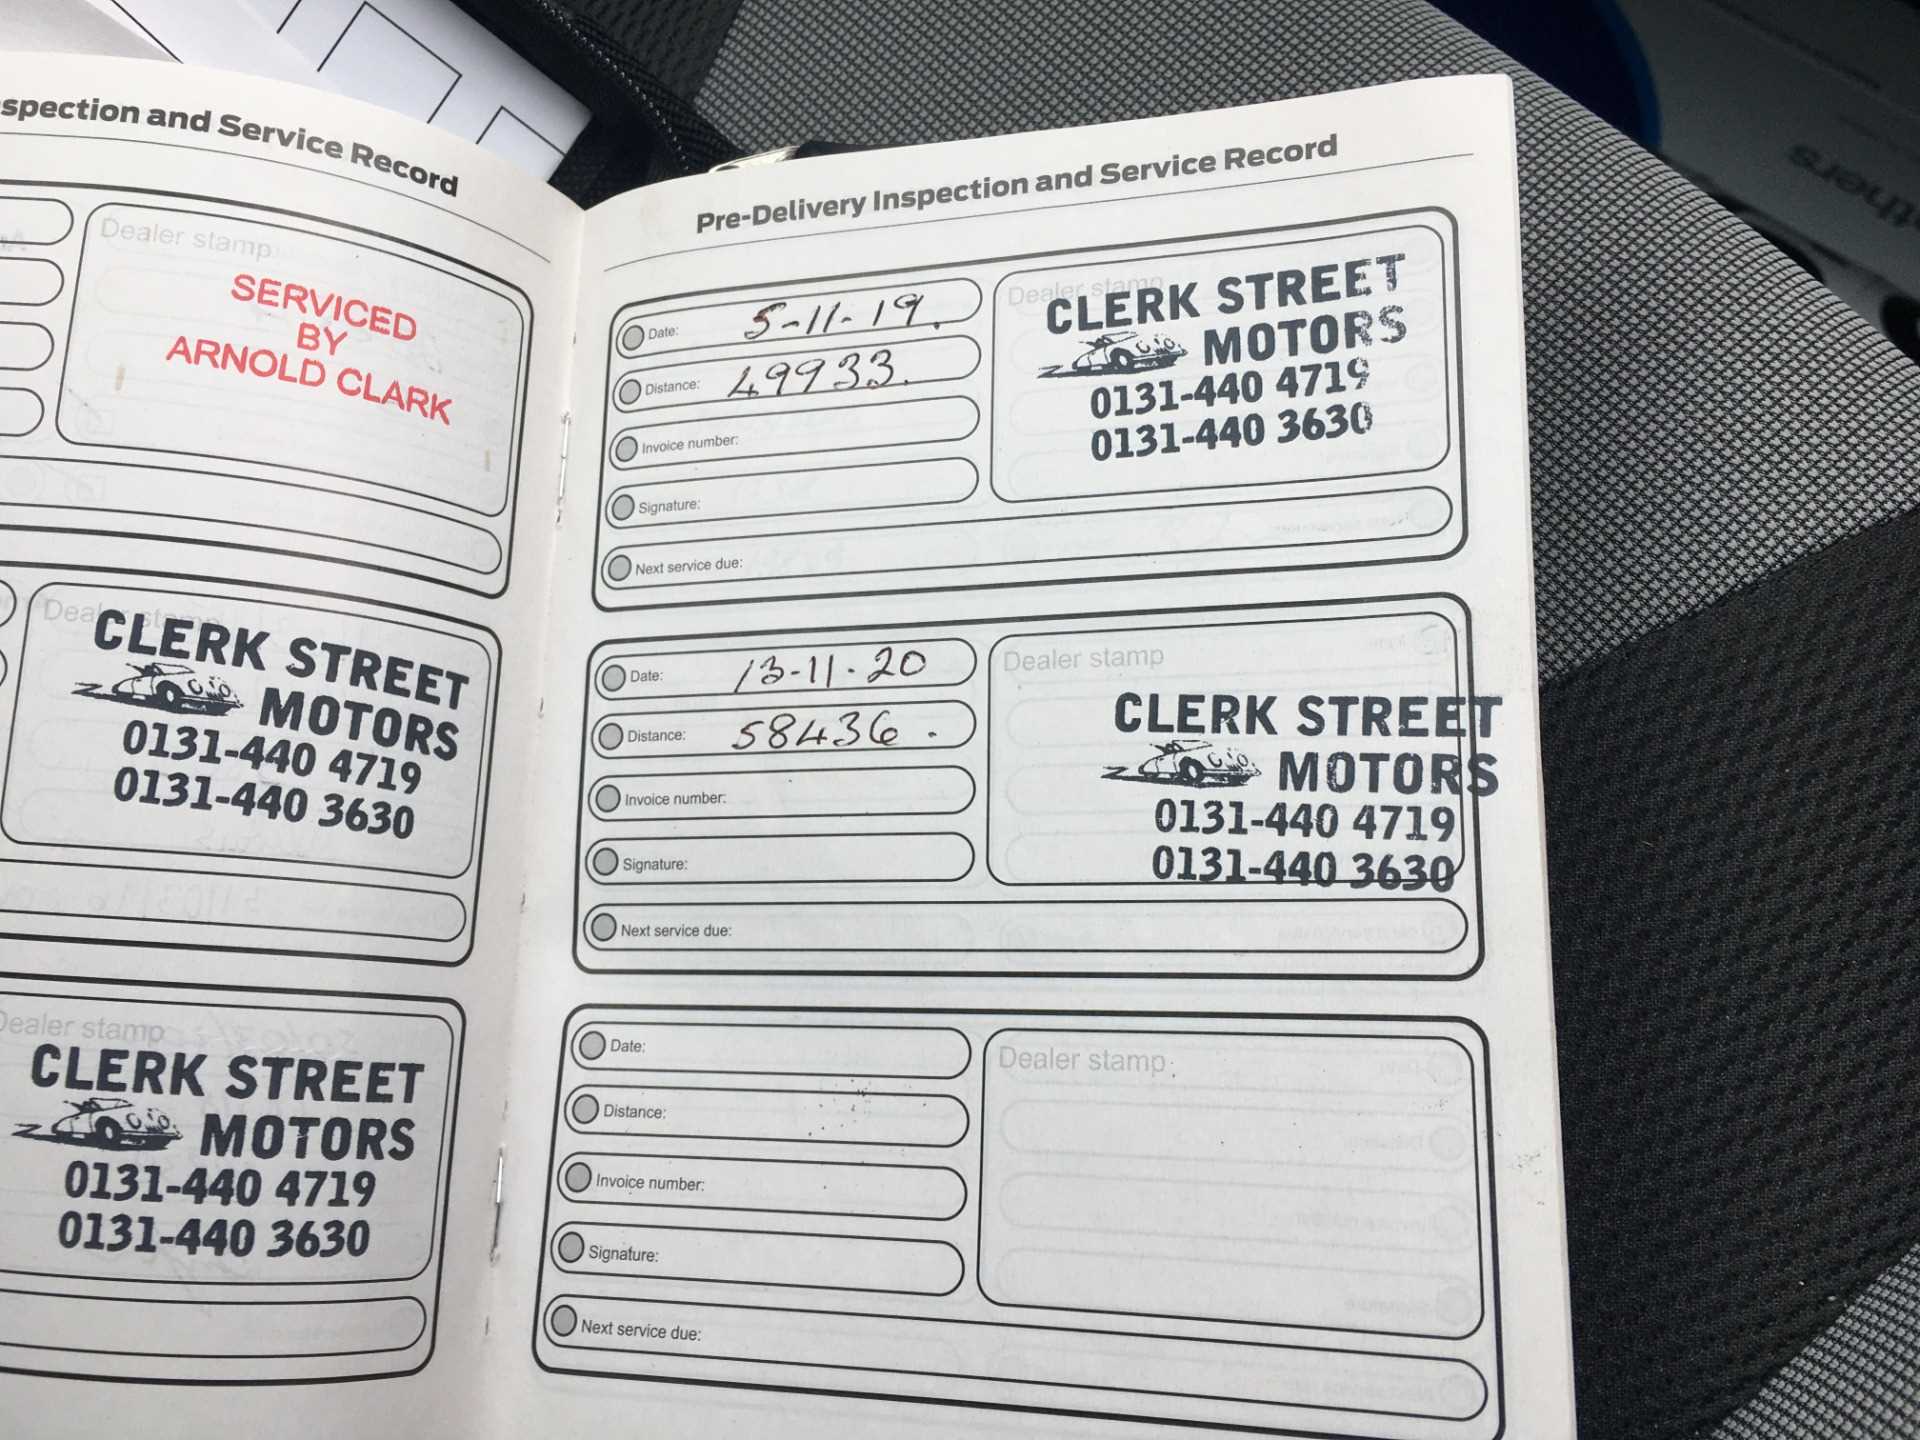 spection and Service Record
Dealer stamp
SERVICED
BY
ARNOLD CLARK
Dealer stamp
CLERK STREET
MOTORS
0131-440 4719
0131-440 3630
Dealer stamp
CLERK STREET
MOTORS
0131-440 4719
0131-440 3630
Pre-Delivery Inspection and Service Record
Date: 5-11-19.
Distance: 49933.
Invoice number:
Signature:
Next service due:
Dealer stamp
CLERK STREET
MOTORS
0131-440 4719
0131-440 3630
Date: 13-11-20
Distance: 58436.
Invoice number:
Signature:
Next service due:
Dealer stamp
CLERK STREET
MOTORS
0131-440 4719
0131-440 3630
Date:
Distance:
Invoice number:
Signature:
Next service due:
Dealer stamp
thers